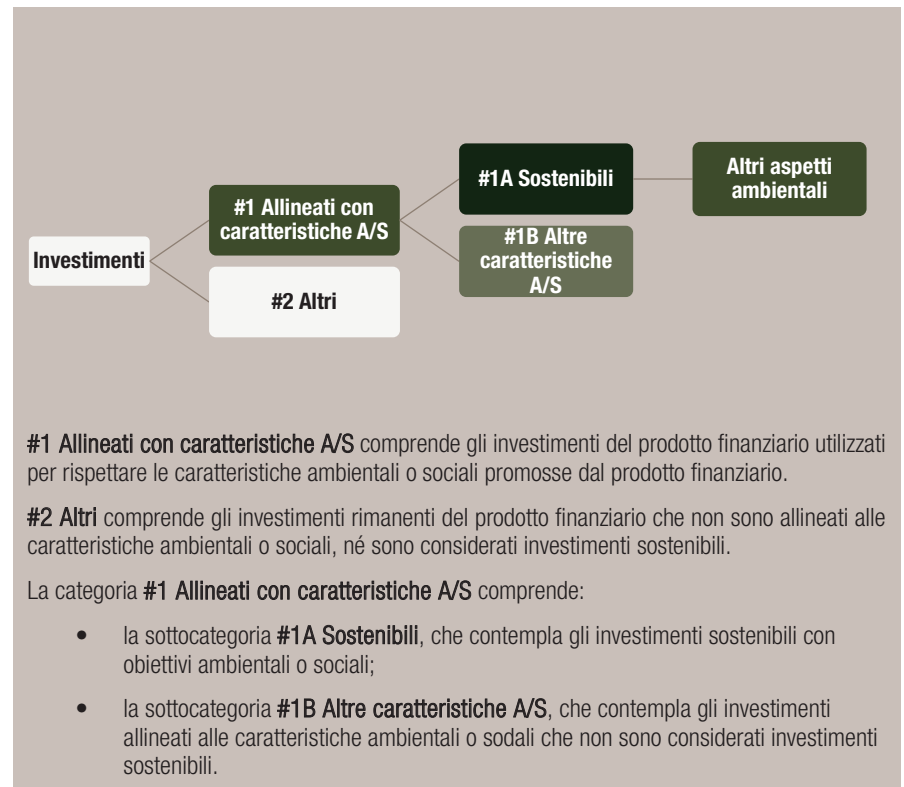 Investimenti
#1 Allineati con
caratteristiche A/S
#2 Altri
#1A Sostenibili
#1B Altre
caratteristiche
A/S
Altri aspetti
ambientali
#1 Allineati con caratteristiche A/S comprende gli investimenti del prodotto finanziario utilizzati
per rispettare le caratteristiche ambientali o sociali promosse dal prodotto finanziario.
#2 Altri comprende gli investimenti rimanenti del prodotto finanziario che non sono allineati alle
caratteristiche ambientali o sociali, né sono considerati investimenti sostenibili.
La categoria #1 Allineati con caratteristiche A/S comprende:
• la sottocategoria #1A Sostenibili, che contempla gli investimenti sostenibili con
obiettivi ambientali o sociali;
• la sottocategoria #1B Altre caratteristiche A/S, che contempla gli investimenti
allineati alle caratteristiche ambientali o sodali che non sono considerati investimenti
sostenibili.